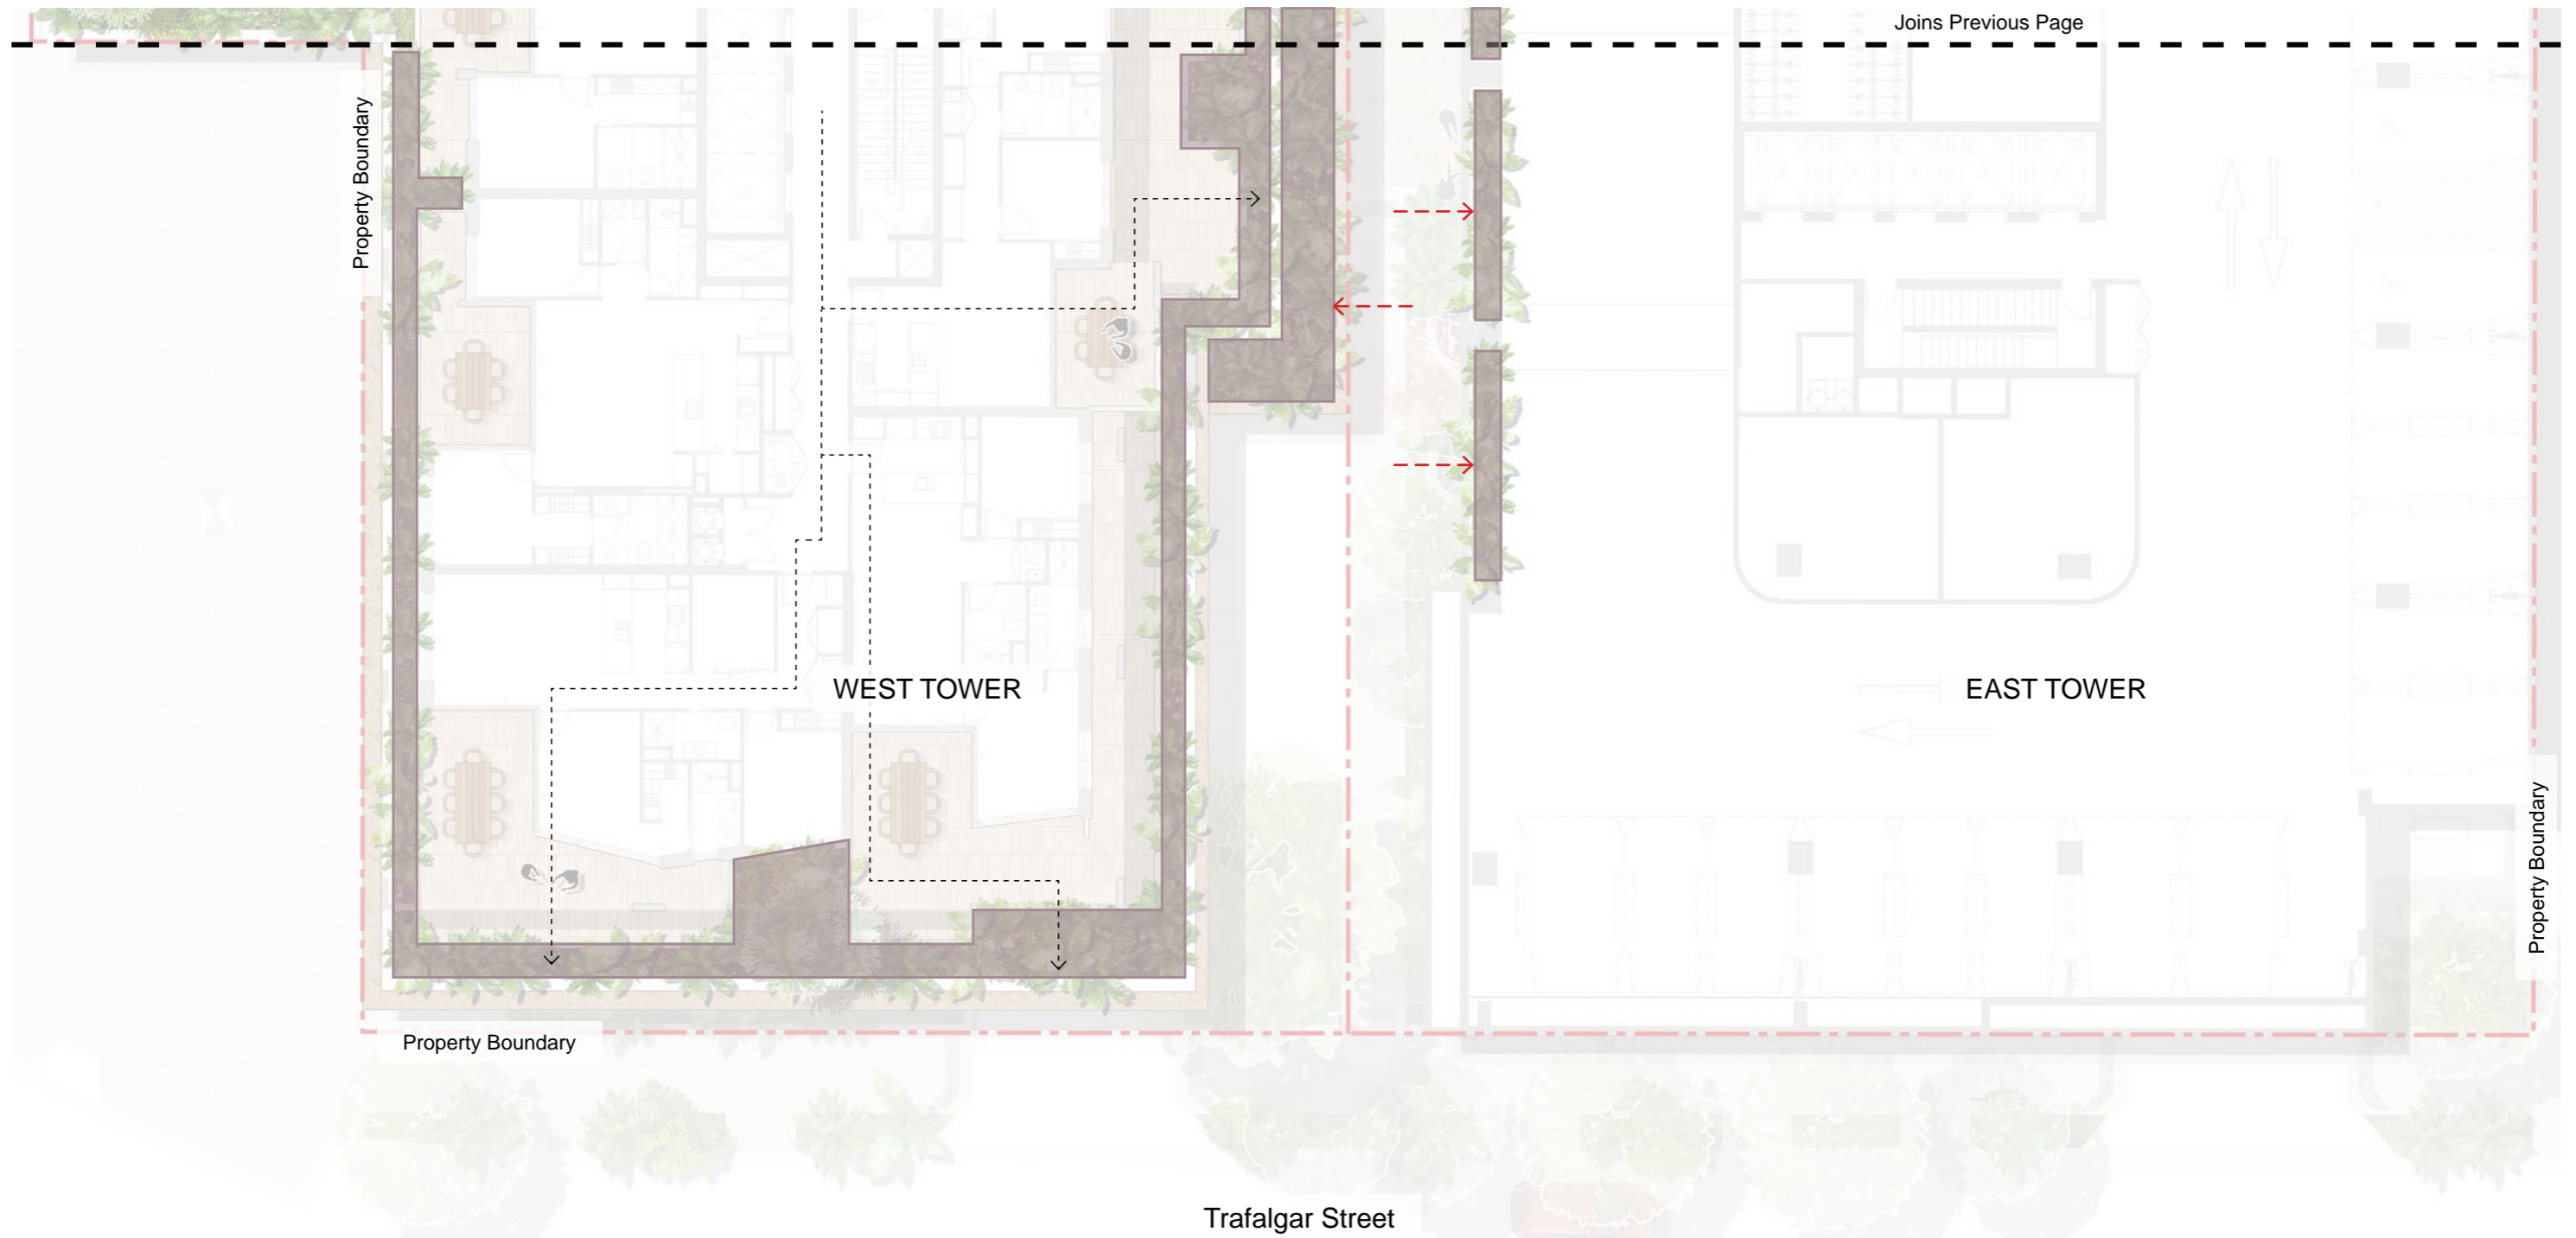 Joins Previous Page
Property Boundary
WEST TOWER
EAST TOWER
Property Boundary
Property Boundary
Trafalgar Street